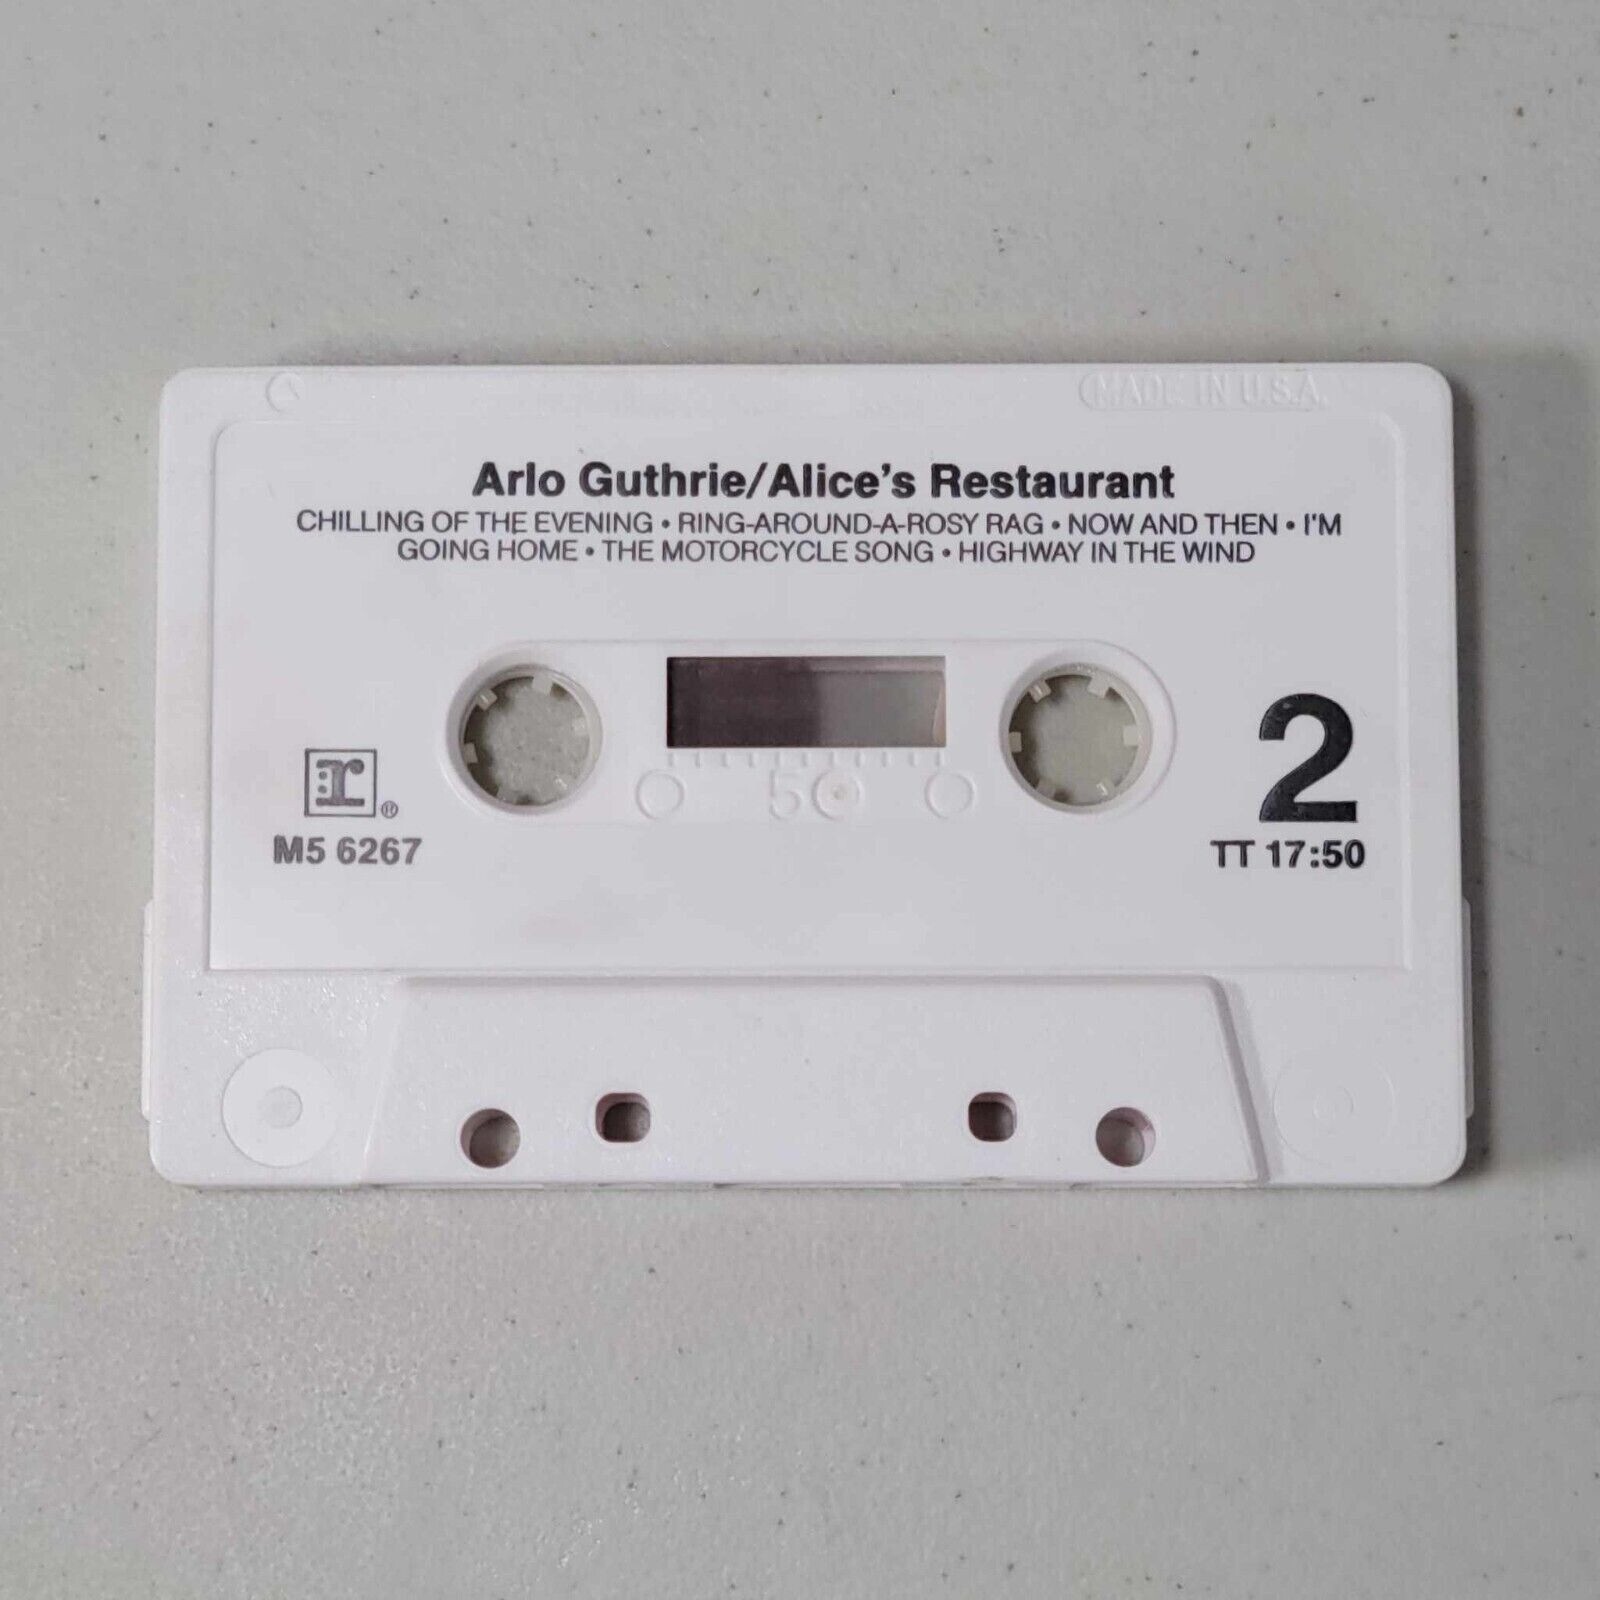 MADE IN U.S.A.
Arlo Guthrie/Alice's Restaurant
CHILLING OF THE EVENING • RING-AROUND-A-ROSY RAG • NOW AND THEN • I'M
GOING HOME • THE MOTORCYCLE SONG • HIGHWAY IN THE WIND
50
r ®
2
M5 6267
TT 17:50